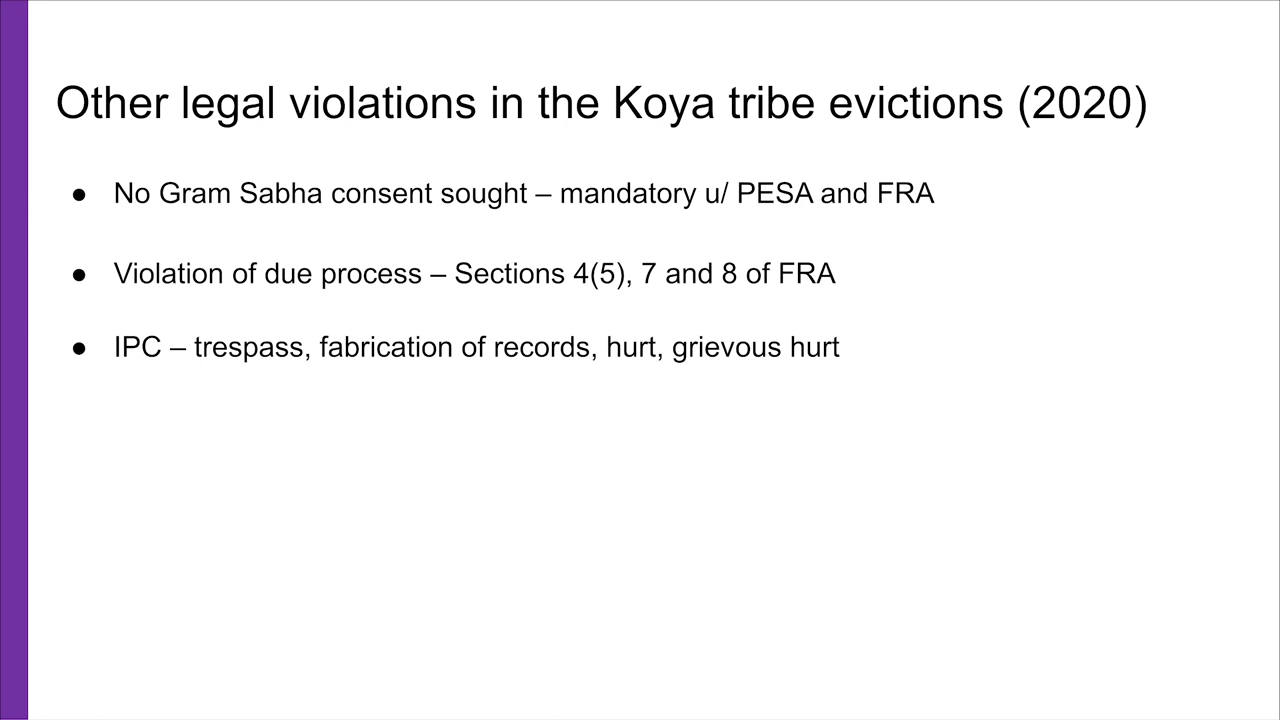 Other legal violations in the Koya tribe evictions (2020)
● No Gram Sabha consent sought – mandatory u/ PESA and FRA
● Violation of due process – Sections 4(5), 7 and 8 of FRA
● IPC – trespass, fabrication of records, hurt, grievous hurt